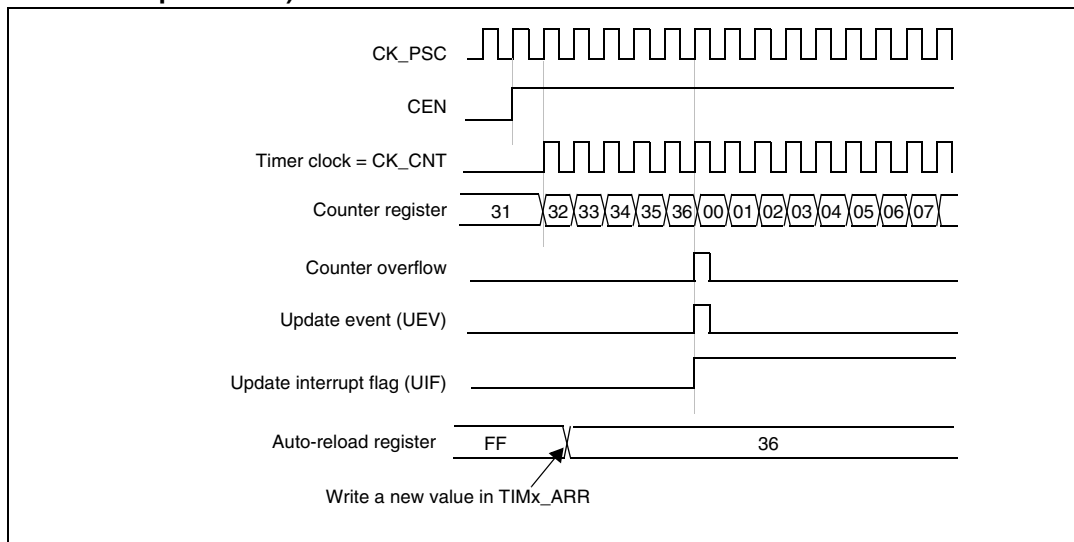 CK_PSC
CEN
Timer clock = CK_CNT
Counter register 31 32 33 34 35 36 00 01 02 03 04 05 06 07
Counter overflow
Update event (UEV)
Update interrupt flag (UIF)
Auto-reload register FF 36
Write a new value in TIMx_ARR